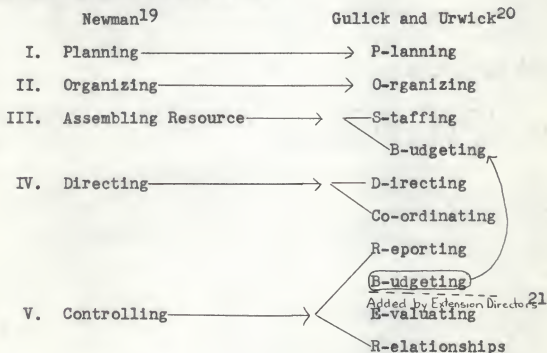 Newman19 Gulick and Urwick20
I. Planning P-lanning
II. Organizing O-rganizing
III. Assembling Resource S-taffing
B-udgeting
IV. Directing D-irecting
Co-ordinating
R-eporting
B-udgeting
Added by Extension Directors21
V. Controlling E-valuating
R-elationships